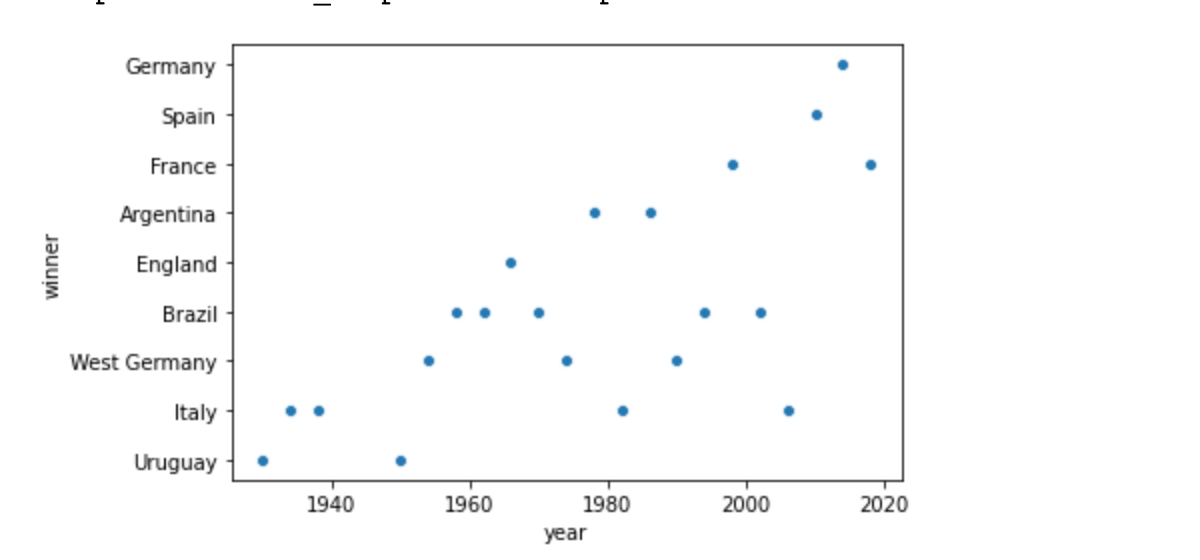 Germany
Spain
France
Argentina
England
Brazil
West Germany
Italy
Uruguay
winner
1940 1960 1980 2000 2020
year